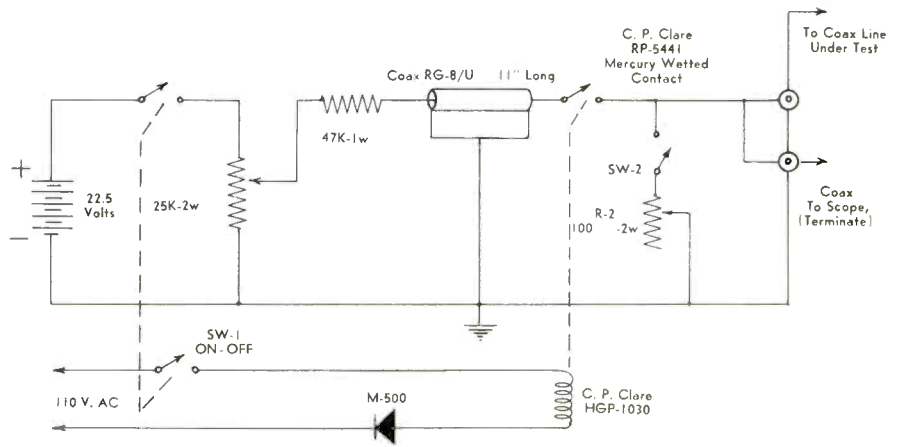 C. P. Clare
RP-5441
Mercury Wetted
Contact
To Coax Line
Under Test
Coax RG-8/U 11" Long
47K-1w
+
22.5
Volts
25K-2w
SW-2
R-2
100 -2w
Coax
To Scope,
(Terminate)
—
SW-1
ON-OFF
110 V. AC
M-500
C. P. Clare
HGP-1030